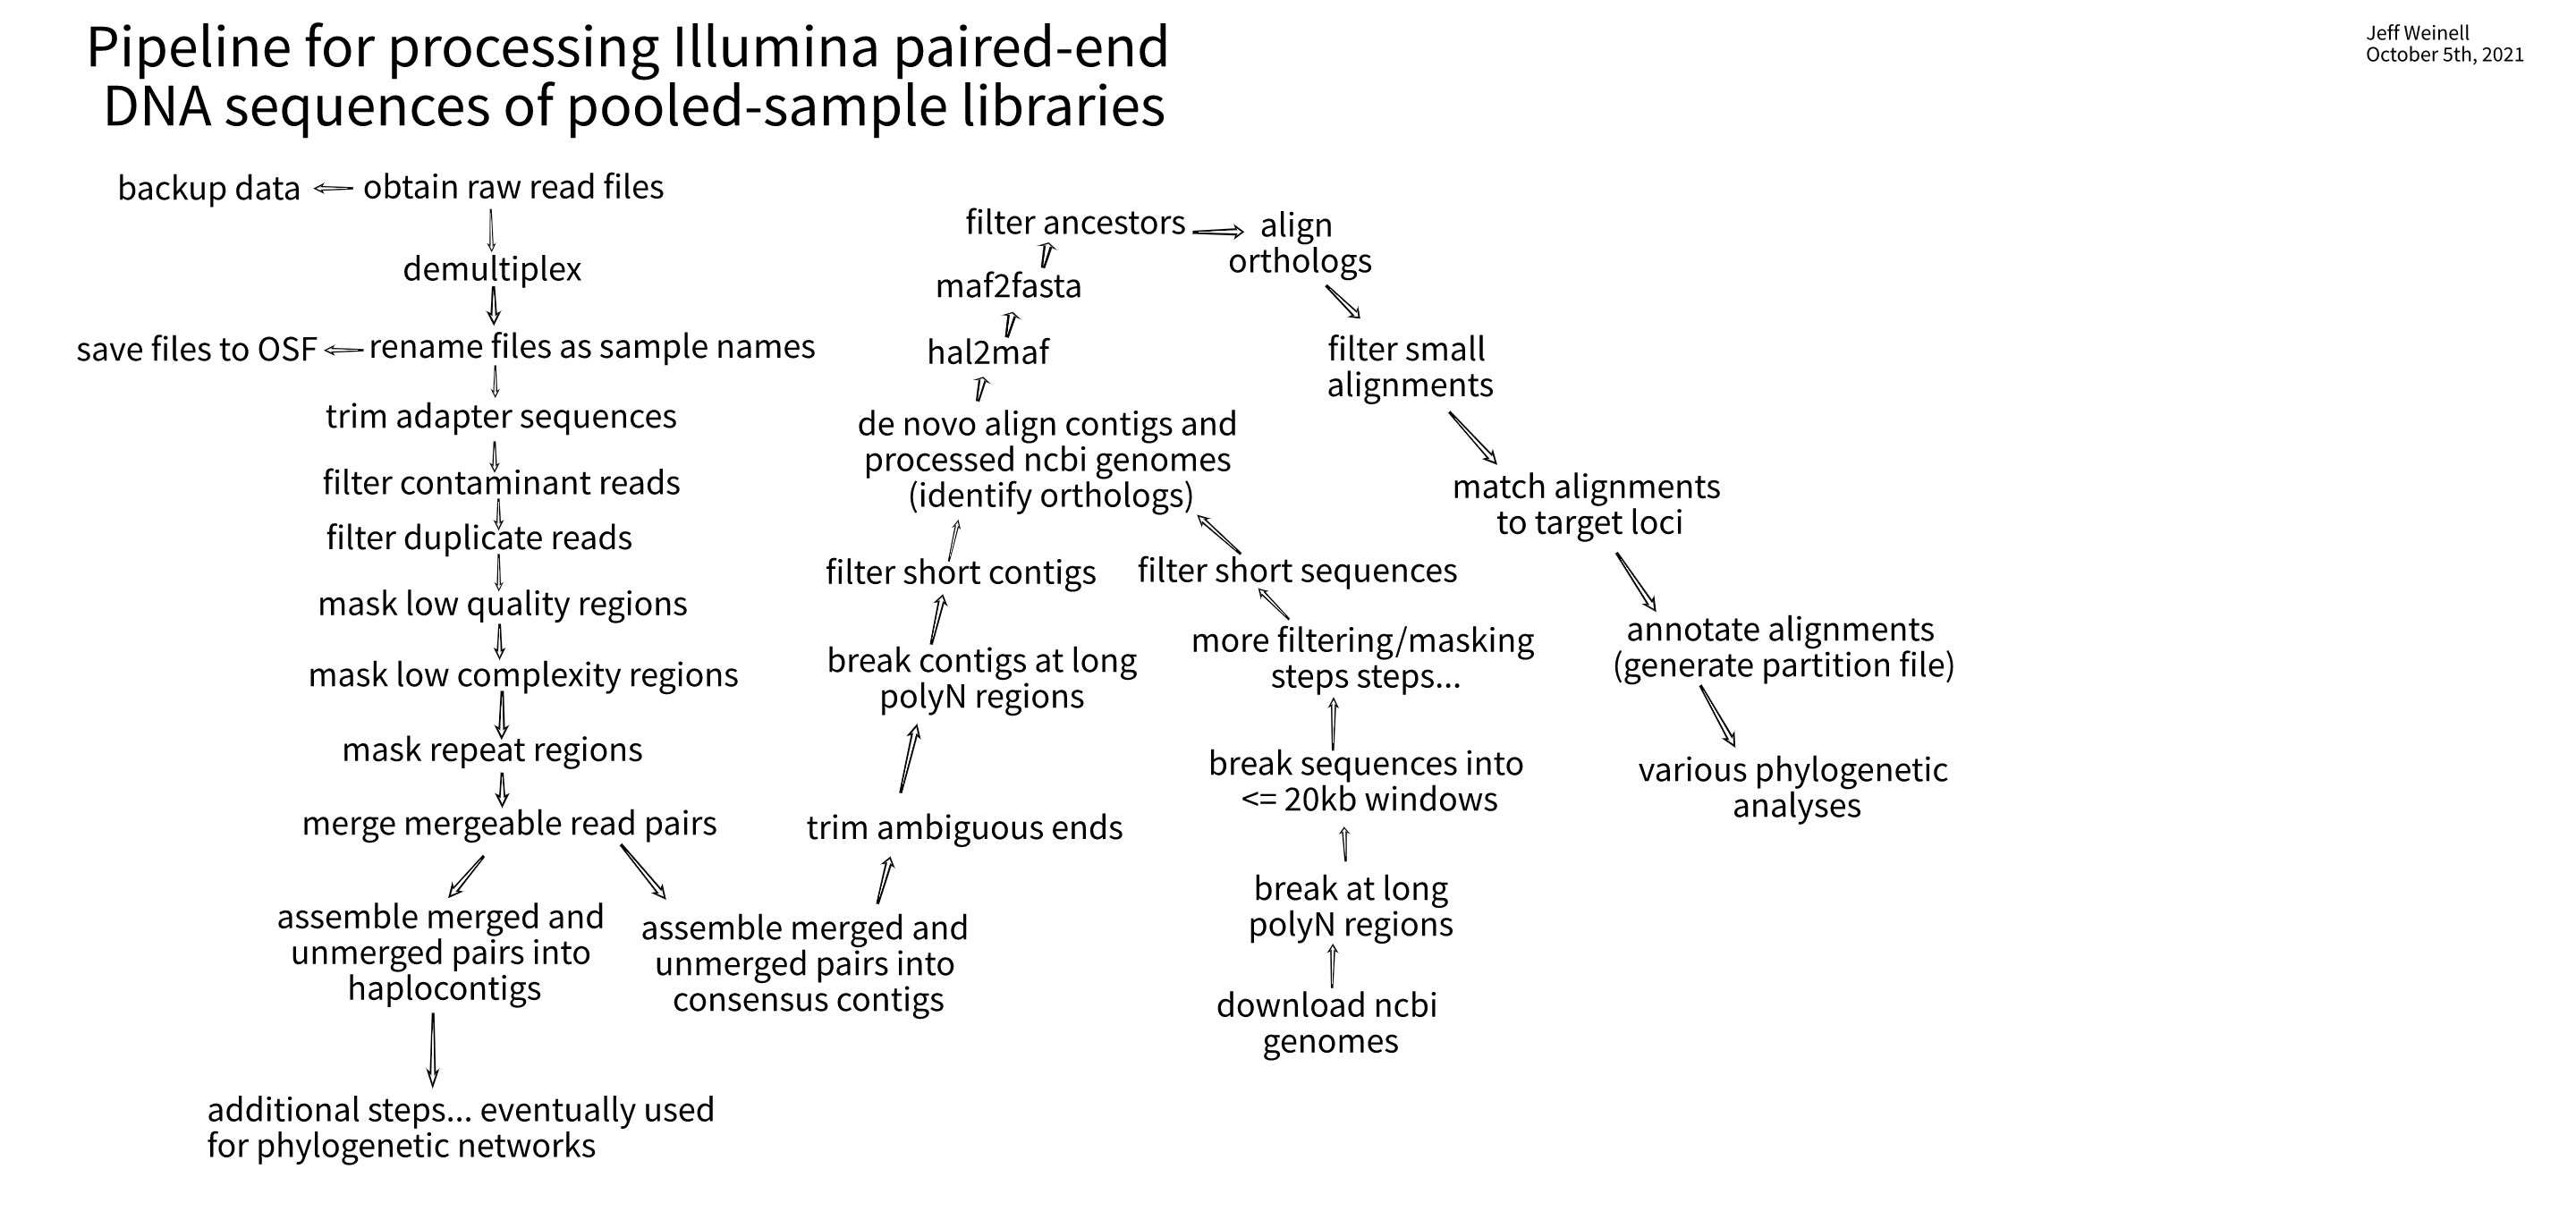 Pipeline for processing Illumina paired-end
DNA sequences of pooled-sample libraries
Jeff Weinell
October 5th, 2021
backup data
obtain raw read files
demultiplex
save files to OSF
rename files as sample names
trim adapter sequences
filter contaminant reads
filter duplicate reads
mask low quality regions
mask low complexity regions
mask repeat regions
merge mergeable read pairs
assemble merged and
unmerged pairs into
haplocontigs
additional steps... eventually used
for phylogenetic networks
assemble merged and
unmerged pairs into
consensus contigs
trim ambiguous ends
break contigs at long
polyN regions
filter short contigs
de novo align contigs and
processed ncbi genomes
(identify orthologs)
hal2maf
maf2fasta
filter ancestors
download ncbi
genomes
break at long
polyN regions
break sequences into
<= 20kb windows
more filtering/masking
steps steps...
filter short sequences
align
orthologs
filter small
alignments
match alignments
to target loci
annotate alignments
(generate partition file)
various phylogenetic
analyses